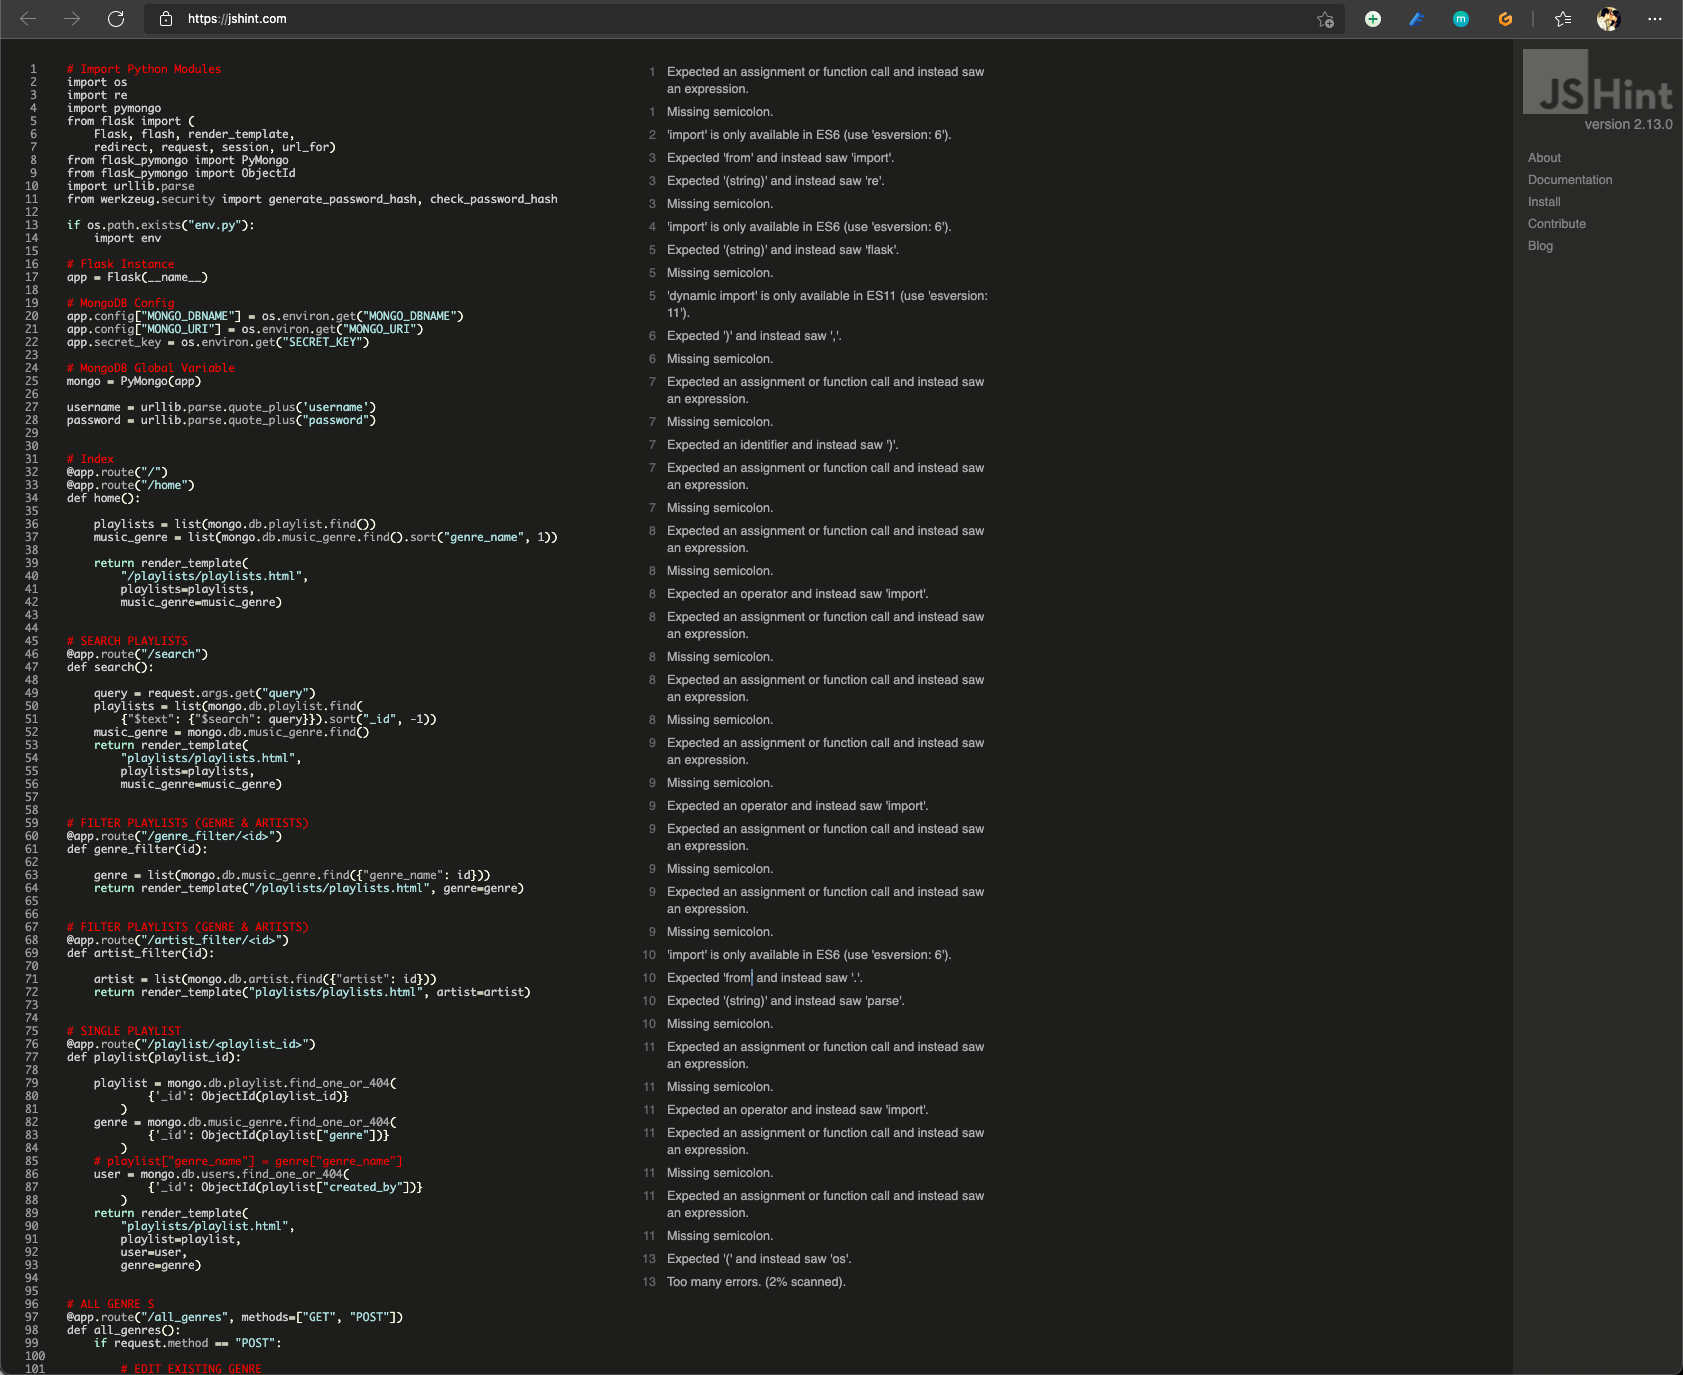 https://jshint.com
1 # Import Python Modules
2 import os
3 import re
4 import pymongo
5 from flask import (
6 Flask, flash, render_template,
7 redirect, request, session, url_for)
8 from flask_pymongo import PyMongo
9 from flask_pymongo import ObjectId
10 import urllib.parse
11 from werkzeug.security import generate_password_hash, check_password_hash
12
13 if os.path.exists("env.py"):
14 import env
15
16 # Flask Instance
17 app = Flask(__name__)
18
19 # MongoDB Config
20 app.config["MONGO_DBNAME"] = os.environ.get("MONGO_DBNAME")
21 app.config["MONGO_URI"] = os.environ.get("MONGO_URI")
22 app.secret_key = os.environ.get("SECRET_KEY")
23
24 # MongoDB Global Variable
25 mongo = PyMongo(app)
26
27 username = urllib.parse.quote_plus('username')
28 password = urllib.parse.quote_plus("password")
29
30
31 # Index
32 @app.route("/")
33 @app.route("/home")
34 def home():
35
36 playlists = list(mongo.db.playlist.find())
37 music_genre = list(mongo.db.music_genre.find().sort("genre_name", 1))
38
39 return render_template(
40 "/playlists/playlists.html",
41 playlists=playlists,
42 music_genre=music_genre)
43
44
45 # SEARCH PLAYLISTS
46 @app.route("/search")
47 def search():
48
49 query = request.args.get("query")
50 playlists = list(mongo.db.playlist.find(
51 {"$text": {"$search": query}}).sort("_id", -1))
52 music_genre = mongo.db.music_genre.find()
53 return render_template(
54 "playlists/playlists.html",
55 playlists=playlists,
56 music_genre=music_genre)
57
58
59 # FILTER PLAYLISTS (GENRE & ARTISTS)
60 @app.route("/genre_filter/<id>")
61 def genre_filter(id):
62
63 genre = list(mongo.db.music_genre.find({"genre_name": id}))
64 return render_template("/playlists/playlists.html", genre=genre)
65
66
67 # FILTER PLAYLISTS (GENRE & ARTISTS)
68 @app.route("/artist_filter/<id>")
69 def artist_filter(id):
70
71 artist = list(mongo.db.artist.find({"artist": id}))
72 return render_template("playlists/playlists.html", artist=artist)
73
74
75 # SINGLE PLAYLIST
76 @app.route("/playlist/<playlist_id>")
77 def playlist(playlist_id):
78
79 playlist = mongo.db.playlist.find_one_or_404(
80 {'_id': ObjectId(playlist_id)}
81 )
82 genre = mongo.db.music_genre.find_one_or_404(
83 {'_id': ObjectId(playlist["genre"])}
84 )
85 # playlist["genre_name"] = genre["genre_name"]
86 user = mongo.db.users.find_one_or_404(
87 {'_id': ObjectId(playlist["created_by"])}
88 )
89 return render_template(
90 "playlists/playlist.html",
91 playlist=playlist,
92 user=user,
93 genre=genre)
94
95
96 # ALL GENRE S
97 @app.route("/all_genres", methods=["GET", "POST"])
98 def all_genres():
99 if request.method == "POST":
100
101 # EDIT EXISTING GENRE
1 Expected an assignment or function call and instead saw
an expression.
1 Missing semicolon.
2 'import' is only available in ES6 (use 'esversion: 6').
3 Expected 'from' and instead saw 'import'.
3 Expected '(string)' and instead saw 're'.
3 Missing semicolon.
4 'import' is only available in ES6 (use 'esversion: 6').
5 Expected '(string)' and instead saw 'flask'.
5 Missing semicolon.
5 'dynamic import' is only available in ES11 (use 'esversion:
11').
6 Expected ')' and instead saw ','.
6 Missing semicolon.
7 Expected an assignment or function call and instead saw
an expression.
7 Missing semicolon.
7 Expected an identifier and instead saw ')'.
7 Expected an assignment or function call and instead saw
an expression.
7 Missing semicolon.
8 Expected an assignment or function call and instead saw
an expression.
8 Missing semicolon.
8 Expected an operator and instead saw 'import'.
8 Expected an assignment or function call and instead saw
an expression.
8 Missing semicolon.
8 Expected an assignment or function call and instead saw
an expression.
8 Missing semicolon.
9 Expected an assignment or function call and instead saw
an expression.
9 Missing semicolon.
9 Expected an operator and instead saw 'import'.
9 Expected an assignment or function call and instead saw
an expression.
9 Missing semicolon.
9 Expected an assignment or function call and instead saw
an expression.
9 Missing semicolon.
10 'import' is only available in ES6 (use 'esversion: 6').
10 Expected 'from' and instead saw '.'.
10 Expected '(string)' and instead saw 'parse'.
10 Missing semicolon.
11 Expected an assignment or function call and instead saw
an expression.
11 Missing semicolon.
11 Expected an operator and instead saw 'import'.
11 Expected an assignment or function call and instead saw
an expression.
11 Missing semicolon.
11 Expected an assignment or function call and instead saw
an expression.
11 Missing semicolon.
13 Expected '(' and instead saw 'os'.
13 Too many errors. (2% scanned).
JSHint
version 2.13.0
About
Documentation
Install
Contribute
Blog